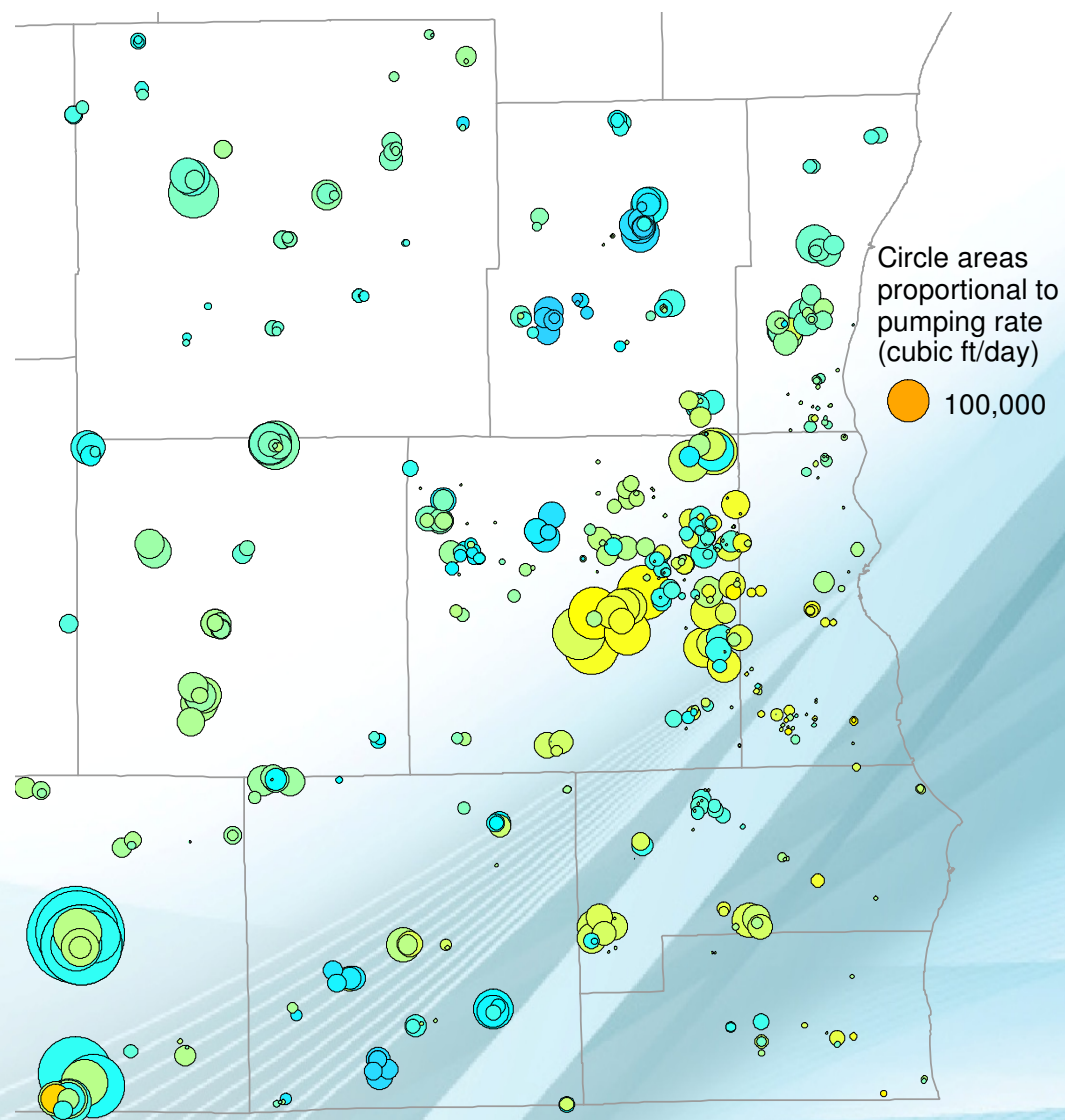 Circle areas
proportional to
pumping rate
(cubic ft/day)
100,000